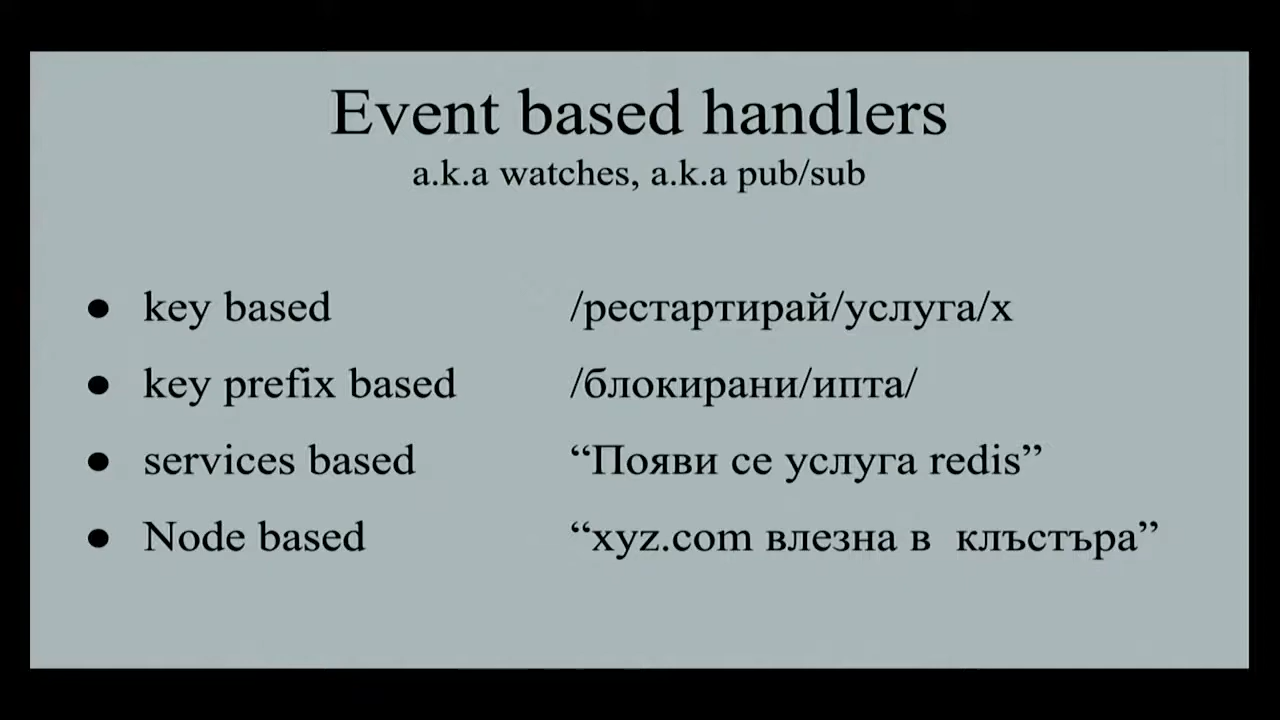 Event based handlers
a.k.a watches, a.k.a pub/sub
● key based /рестартирай/услуга/x
● key prefix based /блокирани/ипта/
● services based “Появи се услуга redis”
● Node based “xyz.com влезна в клъстъра”